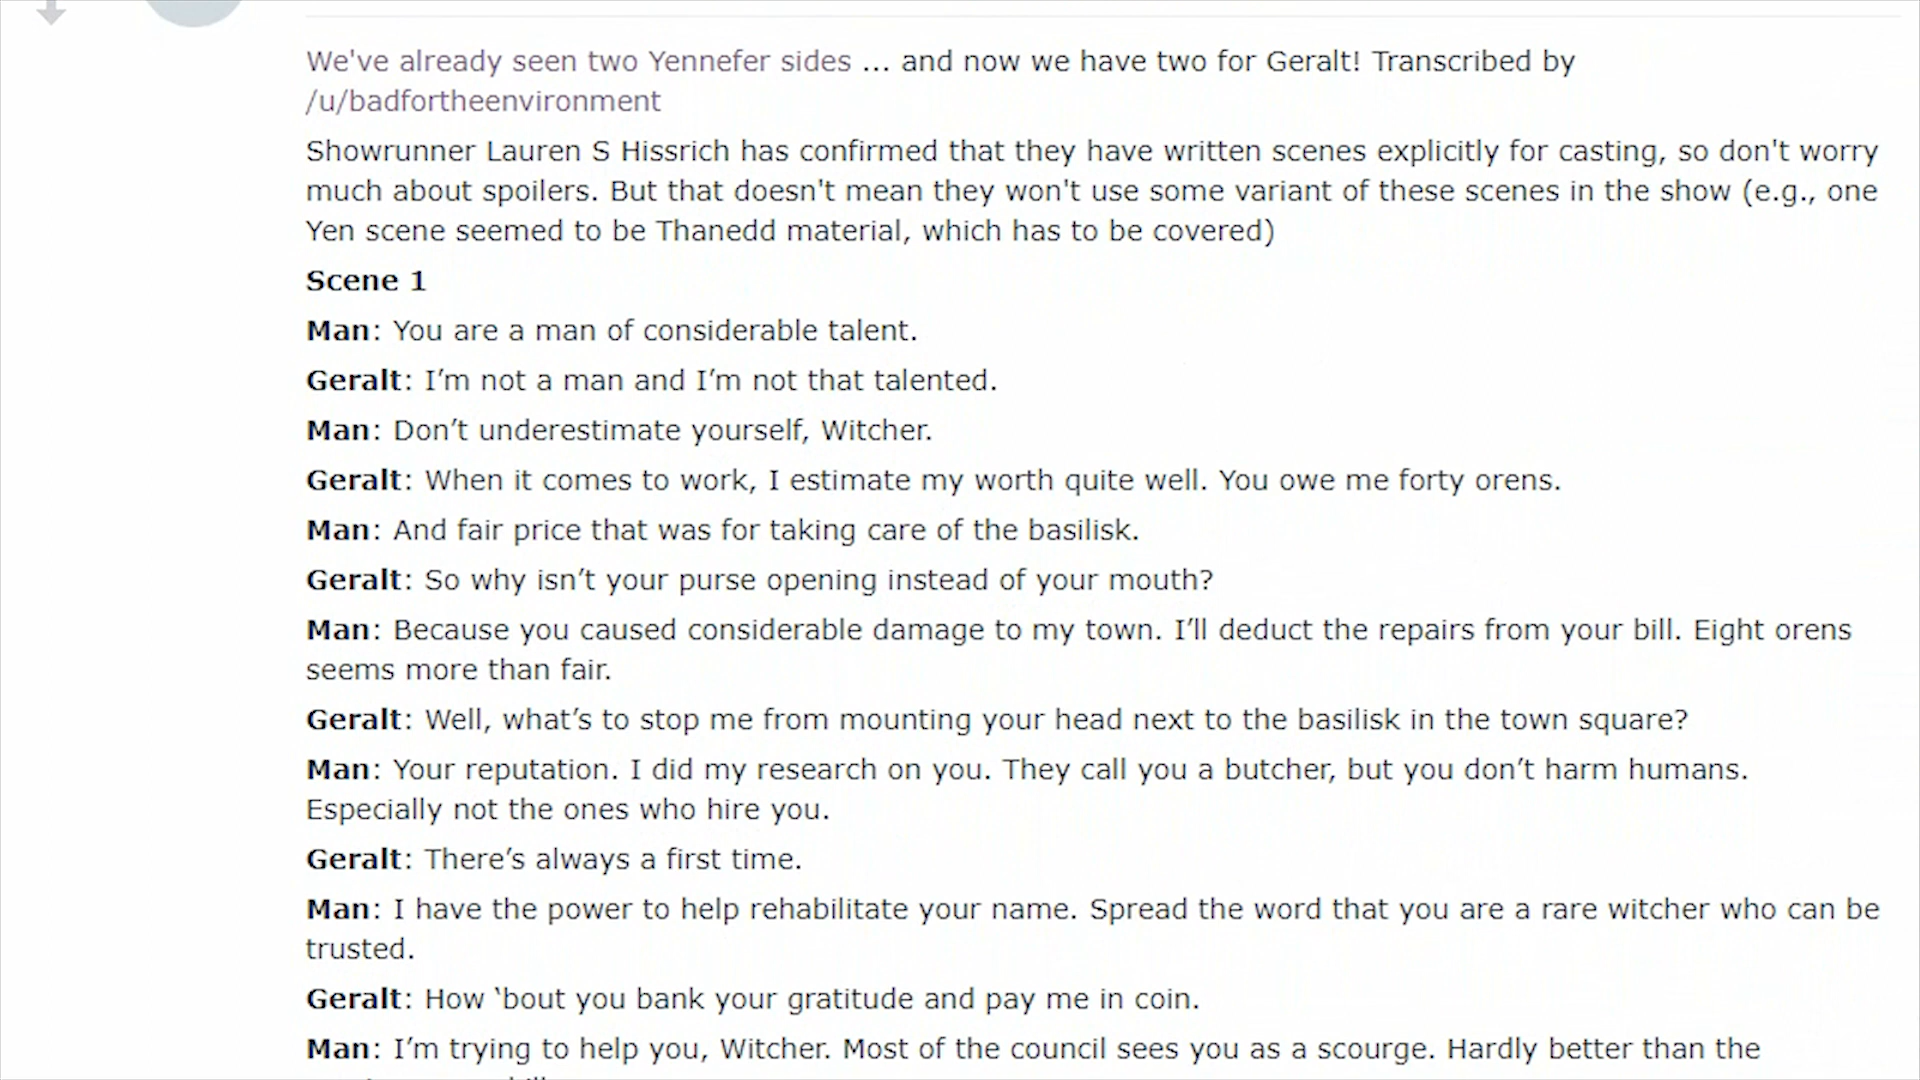 We've already seen two Yennefer sides ... and now we have two for Geralt! Transcribed by
/u/badfortheenvironment
Showrunner Lauren S Hissrich has confirmed that they have written scenes explicitly for casting, so don't worry
much about spoilers. But that doesn't mean they won't use some variant of these scenes in the show (e.g., one
Yen scene seemed to be Thanedd material, which has to be covered)
Scene 1
Man: You are a man of considerable talent.
Geralt: I’m not a man and I’m not that talented.
Man: Don’t underestimate yourself, Witcher.
Geralt: When it comes to work, I estimate my worth quite well. You owe me forty orens.
Man: And fair price that was for taking care of the basilisk.
Geralt: So why isn’t your purse opening instead of your mouth?
Man: Because you caused considerable damage to my town. I’ll deduct the repairs from your bill. Eight orens
seems more than fair.
Geralt: Well, what’s to stop me from mounting your head next to the basilisk in the town square?
Man: Your reputation. I did my research on you. They call you a butcher, but you don’t harm humans.
Especially not the ones who hire you.
Geralt: There’s always a first time.
Man: I have the power to help rehabilitate your name. Spread the word that you are a rare witcher who can be
trusted.
Geralt: How ‘bout you bank your gratitude and pay me in coin.
Man: I’m trying to help you, Witcher. Most of the council sees you as a scourge. Hardly better than the